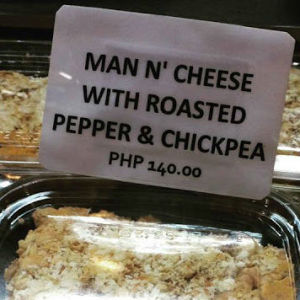 MAN N' CHEESE
WITH ROASTED
PEPPER & CHICKPEA
PHP 140.00